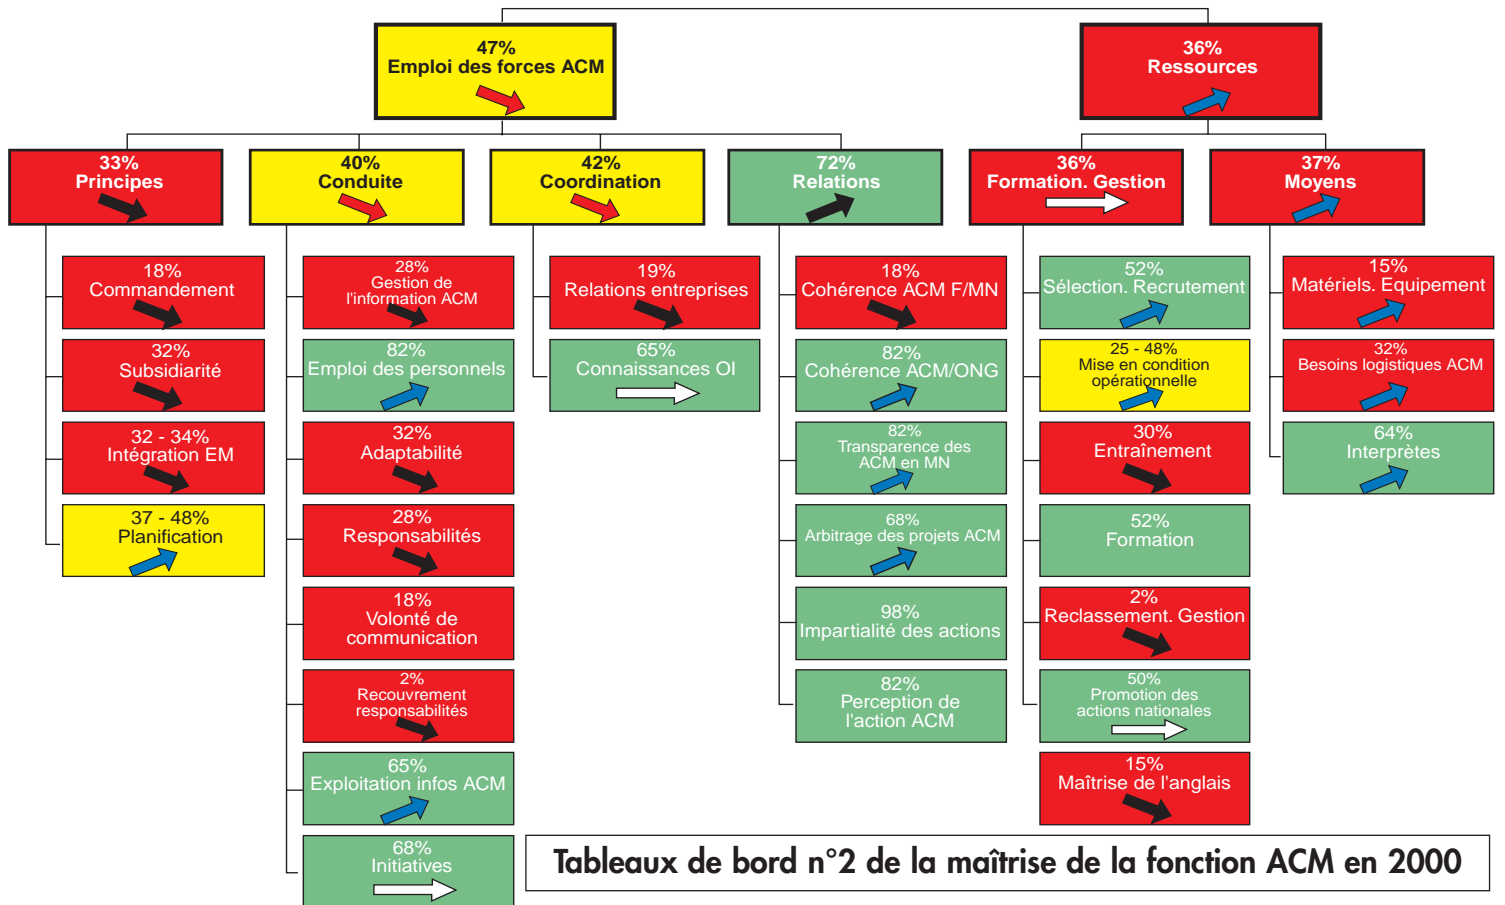 47%
Emploi des forces ACM
36%
Ressources
33%
Principes
40%
Conduite
42%
Coordination
72%
Relations
36%
Formation. Gestion
37%
Moyens
18%
Commandement
32%
Subsidiarité
32 - 34%
Intégration EM
37 - 48%
Planification
28%
Gestion de
l'information ACM
82%
Emploi des personnels
32%
Adaptabilité
28%
Responsabilités
18%
Volonté de
communication
2%
Recouvrement
responsabilités
65%
Exploitation infos ACM
68%
Initiatives
19%
Relations entreprises
65%
Connaissances OI
18%
Cohérence ACM F/MN
82%
Cohérence ACM/ONG
82%
Transparence des
ACM en MN
68%
Arbitrage des projets ACM
98%
Impartialité des actions
82%
Perception de
l'action ACM
52%
Sélection. Recrutement
25 - 48%
Mise en condition
opérationnelle
30%
Entraînement
52%
Formation
2%
Reclassement. Gestion
50%
Promotion des
actions nationales
15%
Maîtrise de l'anglais
15%
Matériels. Equipement
32%
Besoins logistiques ACM
64%
Interprètes
Tableaux de bord n°2 de la maîtrise de la fonction ACM en 2000